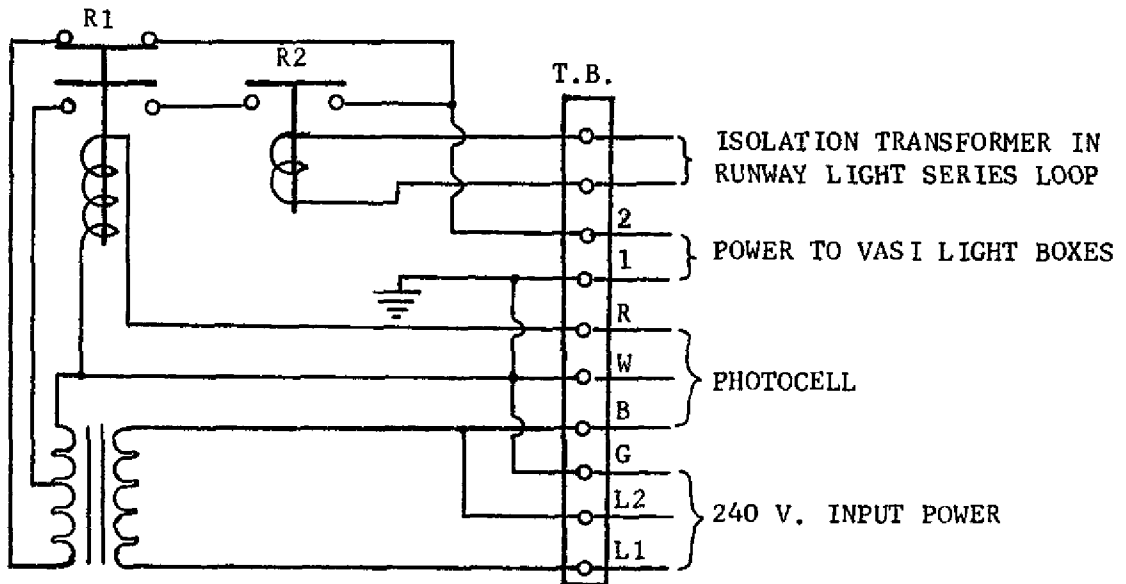 R1
R2
T.B.
ISOLATION TRANSFORMER IN
RUNWAY LIGHT SERIES LOOP
2
1
POWER TO VASI LIGHT BOXES
R
W
PHOTOCELL
B
G
L2
240 V. INPUT POWER
L1